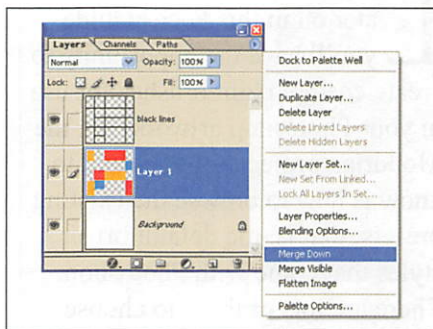 Layers Channels Paths
Normal Opacity: 100%
Lock: Fill: 100%
black lines
Layer 1
Background
Dock to Palette Well
New Layer...
Duplicate Layer...
Delete Layer
Delete Linked Layers
Delete Hidden Layers
New Layer Set...
New Set From Linked...
Lock All Layers In Set...
Layer Properties...
Blending Options...
Merge Down
Merge Visible
Flatten Image
Palette Options...